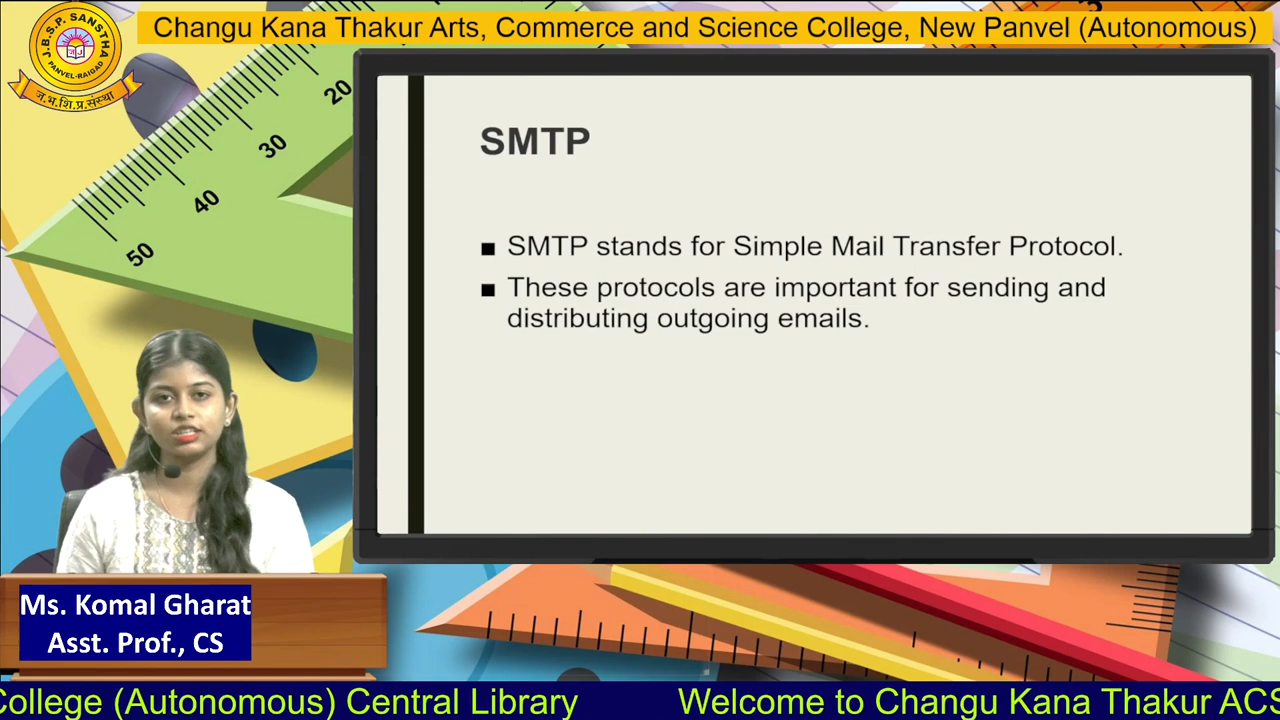 J.B.S.P. SANSTHA
PANVEL-RAIGAD
ज.भ.शि.प्र.संस्था
Changu Kana Thakur Arts, Commerce and Science College, New Panvel (Autonomous)
20
30
40
50
SMTP
■ SMTP stands for Simple Mail Transfer Protocol.
■ These protocols are important for sending and
distributing outgoing emails.
Ms. Komal Gharat
Asst. Prof., CS
College (Autonomous) Central Library Welcome to Changu Kana Thakur ACS